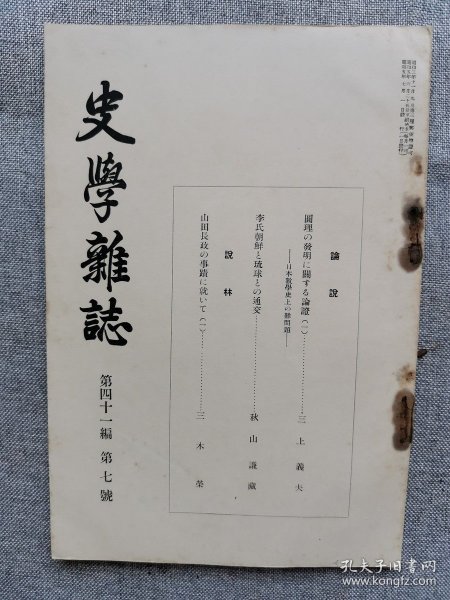 史學雜誌
第四十一編 第七號
論說
圓理の發明に關する論證(一)……………三上義夫
――日本數學史上の難問題――
李氏朝鮮と琉球との通交……………秋山謙藏
說林
山田長政の事蹟に就いて(一)……………三木榮
孔夫子旧书网
www.kongfz.com